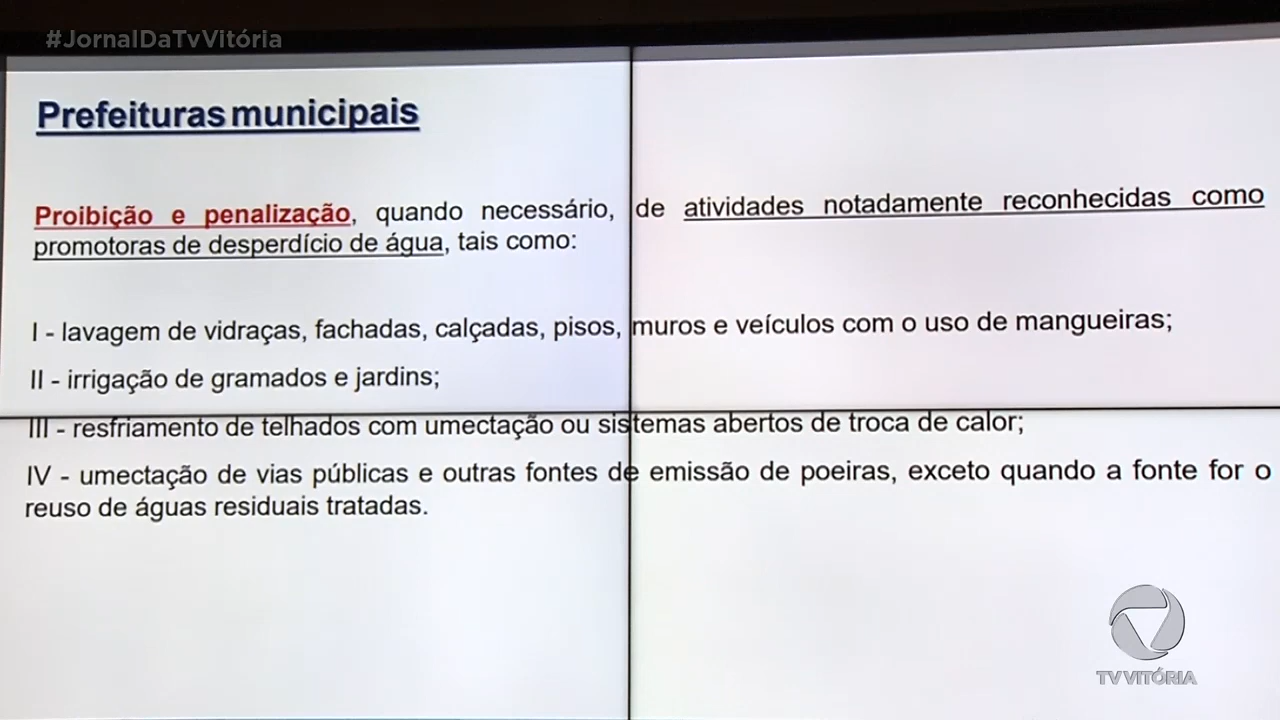 #JornalDaTvVitória
Prefeituras municipais
Proibição e penalização, quando necessário, de atividades notadamente reconhecidas como
promotoras de desperdício de água, tais como:
I - lavagem de vidraças, fachadas, calçadas, pisos, muros e veículos com o uso de mangueiras;
II - irrigação de gramados e jardins;
III - resfriamento de telhados com umectação ou sistemas abertos de troca de calor;
IV - umectação de vias públicas e outras fontes de emissão de poeiras, exceto quando a fonte for o
reuso de águas residuais tratadas.
TV VITÓRIA